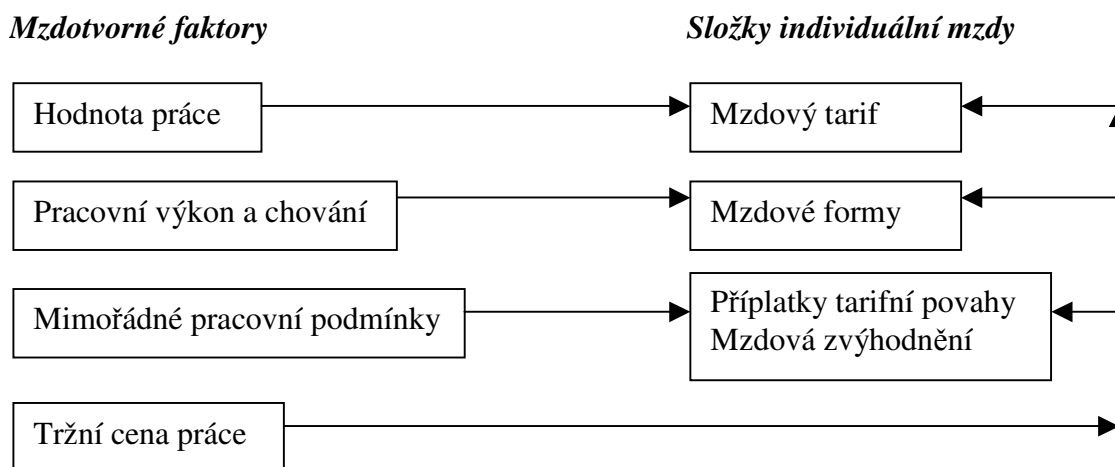 Mzdotvorné faktory
Složky individuální mzdy
Hodnota práce
Mzdový tarif
Pracovní výkon a chování
Mzdové formy
Mimořádné pracovní podmínky
Příplatky tarifní povahy
Mzdová zvýhodnění
Tržní cena práce